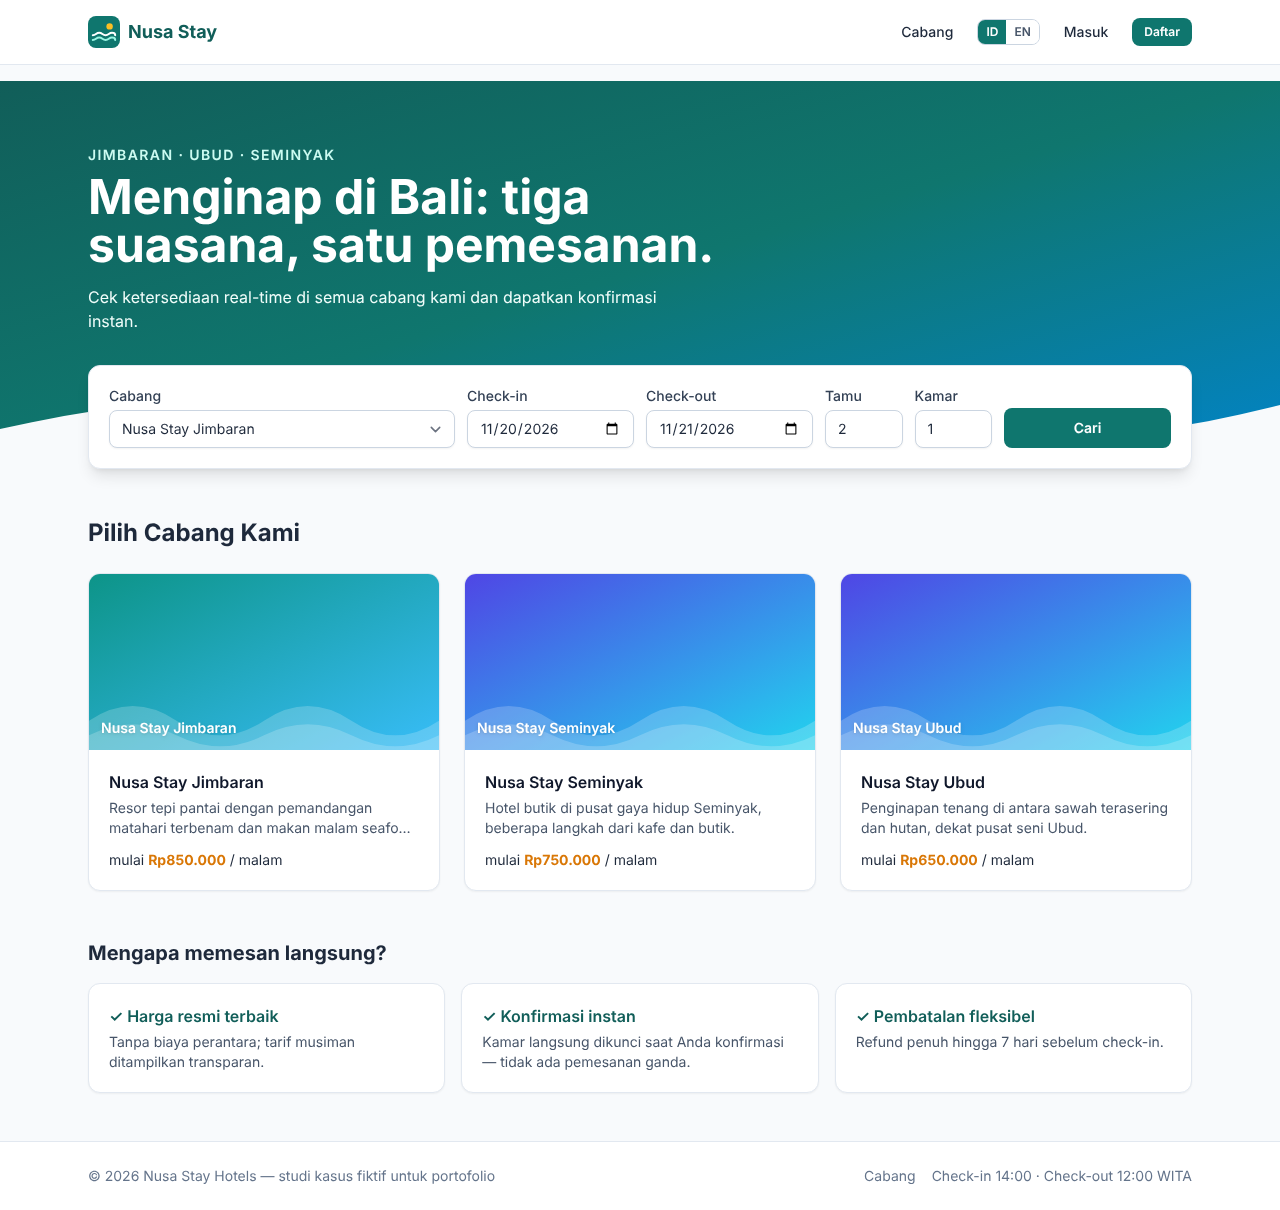 Nusa Stay
Cabang
ID EN
Masuk
Daftar
JIMBARAN · UBUD · SEMINYAK
Menginap di Bali: tiga
suasana, satu pemesanan.
Cek ketersediaan real-time di semua cabang kami dan dapatkan konfirmasi
instan.
Cabang
Nusa Stay Jimbaran
Check-in
11/20/2026
Check-out
11/21/2026
Tamu
2
Kamar
1
Cari
Pilih Cabang Kami
Nusa Stay Jimbaran
Nusa Stay Jimbaran
Resor tepi pantai dengan pemandangan
matahari terbenam dan makan malam seafo...
mulai Rp850.000 / malam
Nusa Stay Seminyak
Nusa Stay Seminyak
Hotel butik di pusat gaya hidup Seminyak,
beberapa langkah dari kafe dan butik.
mulai Rp750.000 / malam
Nusa Stay Ubud
Nusa Stay Ubud
Penginapan tenang di antara sawah terasering
dan hutan, dekat pusat seni Ubud.
mulai Rp650.000 / malam
Mengapa memesan langsung?
✓ Harga resmi terbaik
Tanpa biaya perantara; tarif musiman
ditampilkan transparan.
✓ Konfirmasi instan
Kamar langsung dikunci saat Anda konfirmasi
— tidak ada pemesanan ganda.
✓ Pembatalan fleksibel
Refund penuh hingga 7 hari sebelum check-in.
© 2026 Nusa Stay Hotels — studi kasus fiktif untuk portofolio
Cabang
Check-in 14:00 · Check-out 12:00 WITA